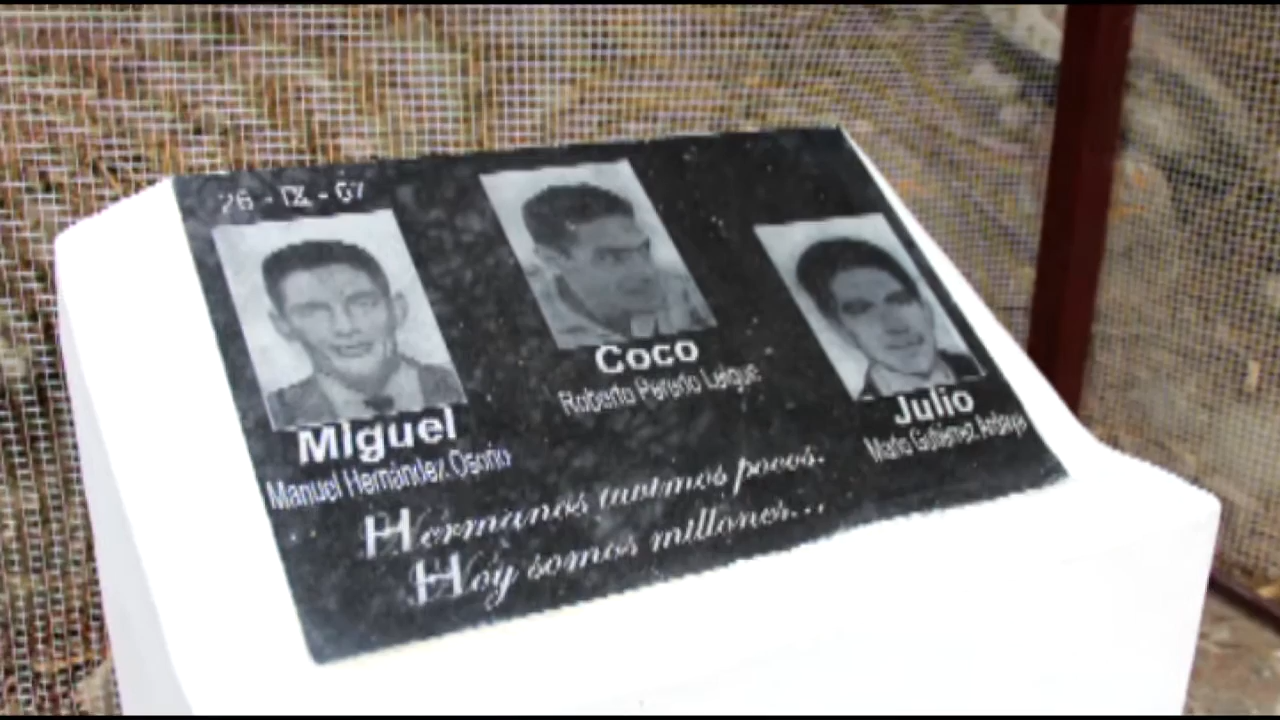 26 - IX - 67
Coco
Roberto Peredo Leigue
Julio
Mario Gutiérrez Ardaya
Miguel
Manuel Hernández Osorio
Hermanos fuimos pocos.
Hoy somos millones...